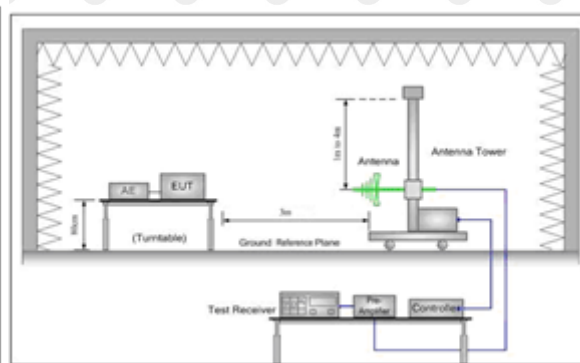 1m to 4m
Antenna
Antenna Tower
AE
EUT
80cm
(Turntable)
3m
Ground Reference Plane
Test Receiver
Pre-
Amplifier
Controller